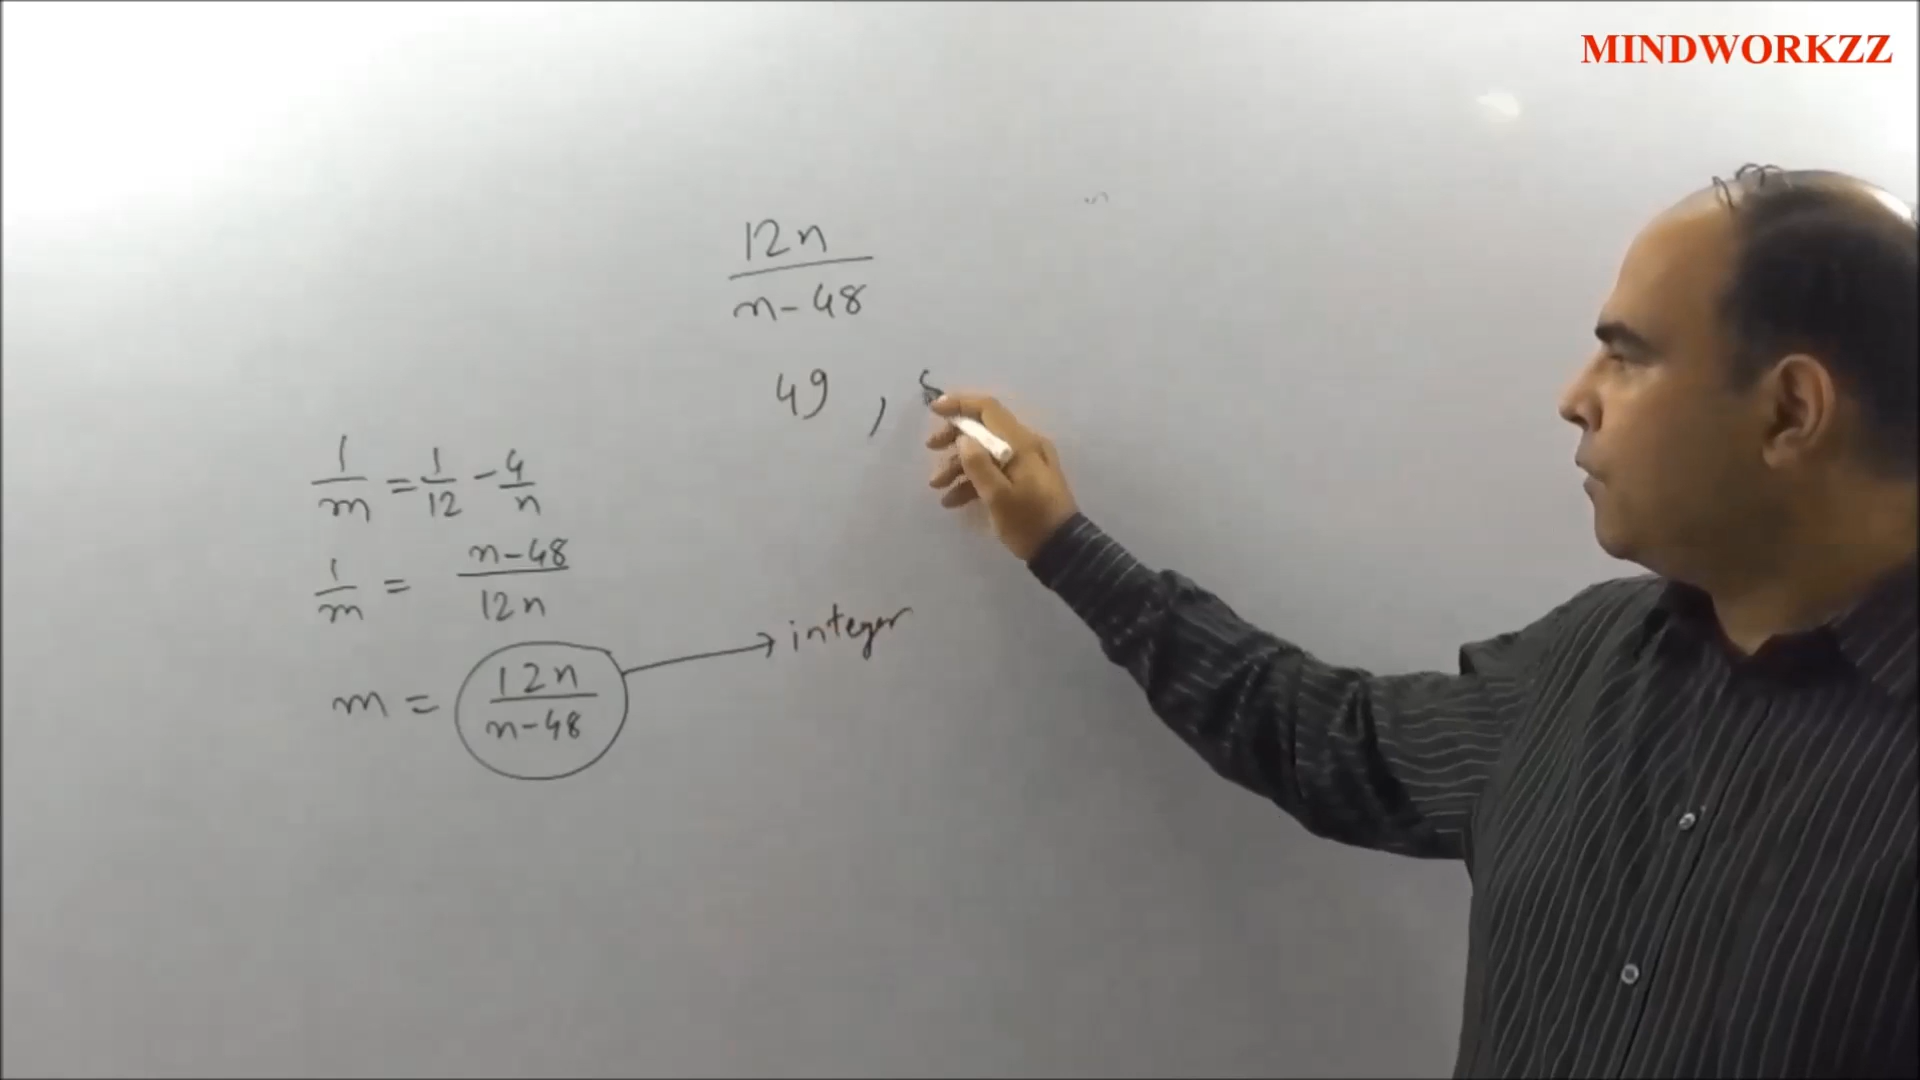 MINDWORKZZ
12n
n-48
49,
1/m = 1/12 - 4/n
1/m = n-48/12n
m = 12n/n-48 → integer